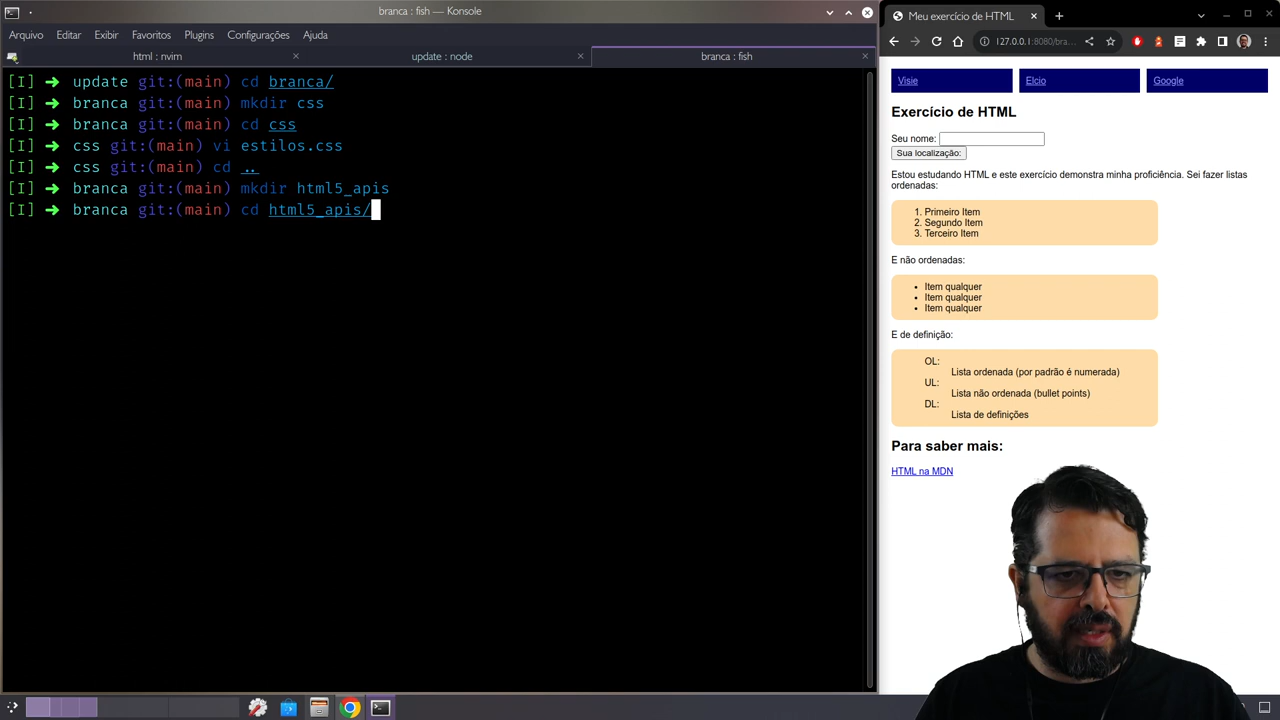 branca : fish — Konsole
Arquivo Editar Exibir Favoritos Plugins Configurações Ajuda
html : nvim
update : node
branca : fish
[I] ➜ update git:(main) cd branca/
[I] ➜ branca git:(main) mkdir css
[I] ➜ branca git:(main) cd css
[I] ➜ css git:(main) vi estilos.css
[I] ➜ css git:(main) cd ..
[I] ➜ branca git:(main) mkdir html5_apis
[I] ➜ branca git:(main) cd html5_apis/
Meu exercício de HTML
127.0.0.1:8080/bra...
Visie
Elcio
Google
Exercício de HTML
Seu nome:
Sua localização:
Estou estudando HTML e este exercício demonstra minha proficiência. Sei fazer listas
ordenadas:
1. Primeiro Item
2. Segundo Item
3. Terceiro Item
E não ordenadas:
• Item qualquer
• Item qualquer
• Item qualquer
E de definição:
OL:
Lista ordenada (por padrão é numerada)
UL:
Lista não ordenada (bullet points)
DL:
Lista de definições
Para saber mais:
HTML na MDN